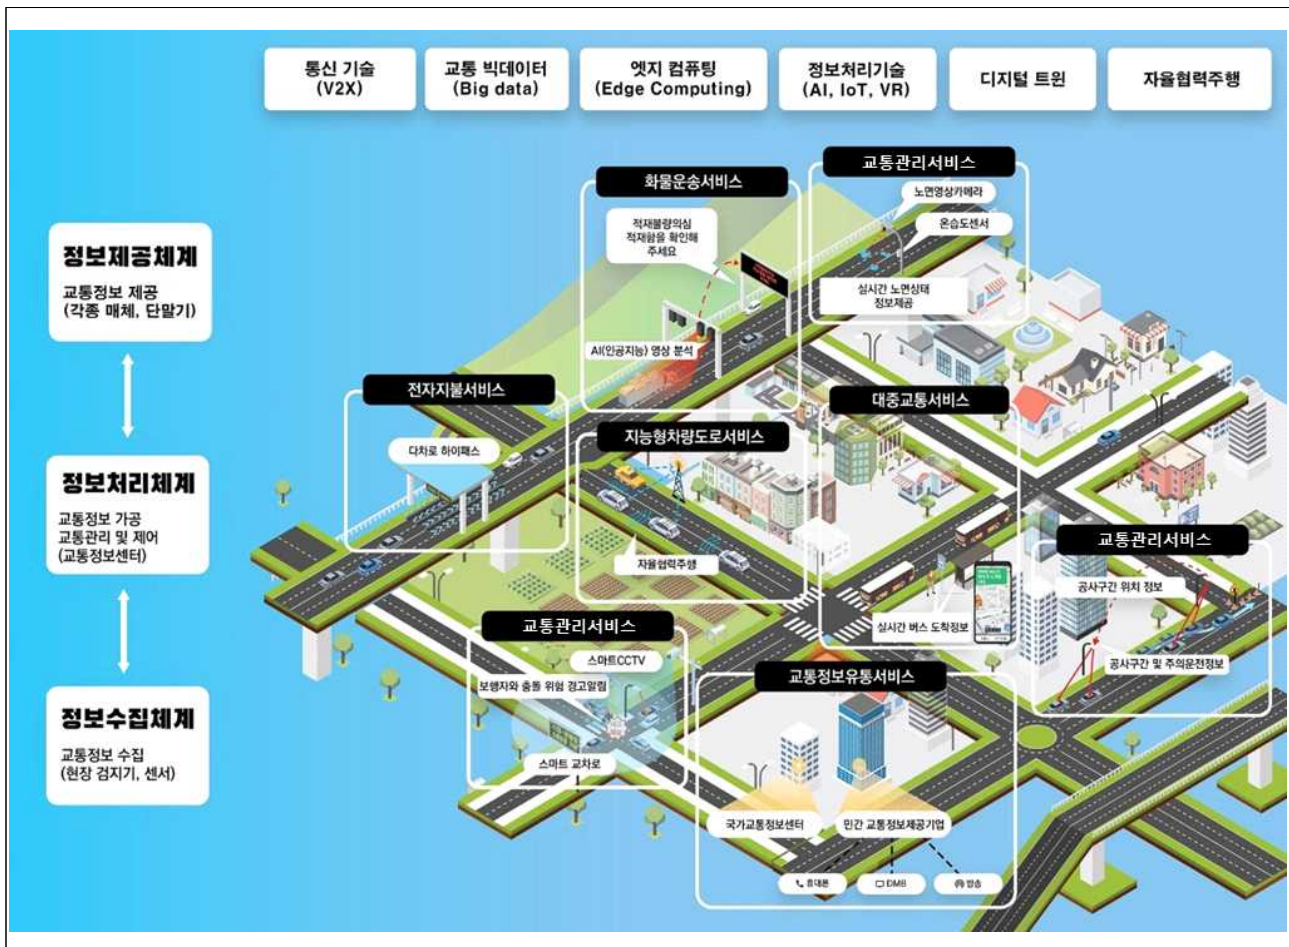 통신 기술
(V2X)
교통 빅데이터
(Big data)
엣지 컴퓨팅
(Edge Computing)
정보처리기술
(AI, IoT, VR)
디지털 트윈
자율협력주행
정보제공체계
교통정보 제공
(각종 매체, 단말기)
정보처리체계
교통정보 가공
교통관리 및 제어
(교통정보센터)
정보수집체계
교통정보 수집
(현장 검지기, 센서)
화물운송서비스
적재불량의심
적재함을 확인해
주세요
AI(인공지능) 영상 분석
교통관리서비스
노면영상카메라
온습도센서
실시간 노면상태
정보제공
전자지불서비스
다차로 하이패스
지능형차량도로서비스
자율협력주행
대중교통서비스
실시간 버스 도착정보
교통관리서비스
공사구간 위치 정보
공사구간 및 주의운전정보
교통관리서비스
스마트CCTV
보행자와 충돌 위험 경고알림
스마트 교차로
교통정보유통서비스
국가교통정보센터
민간 교통정보제공기업
휴대폰
DMB
방송